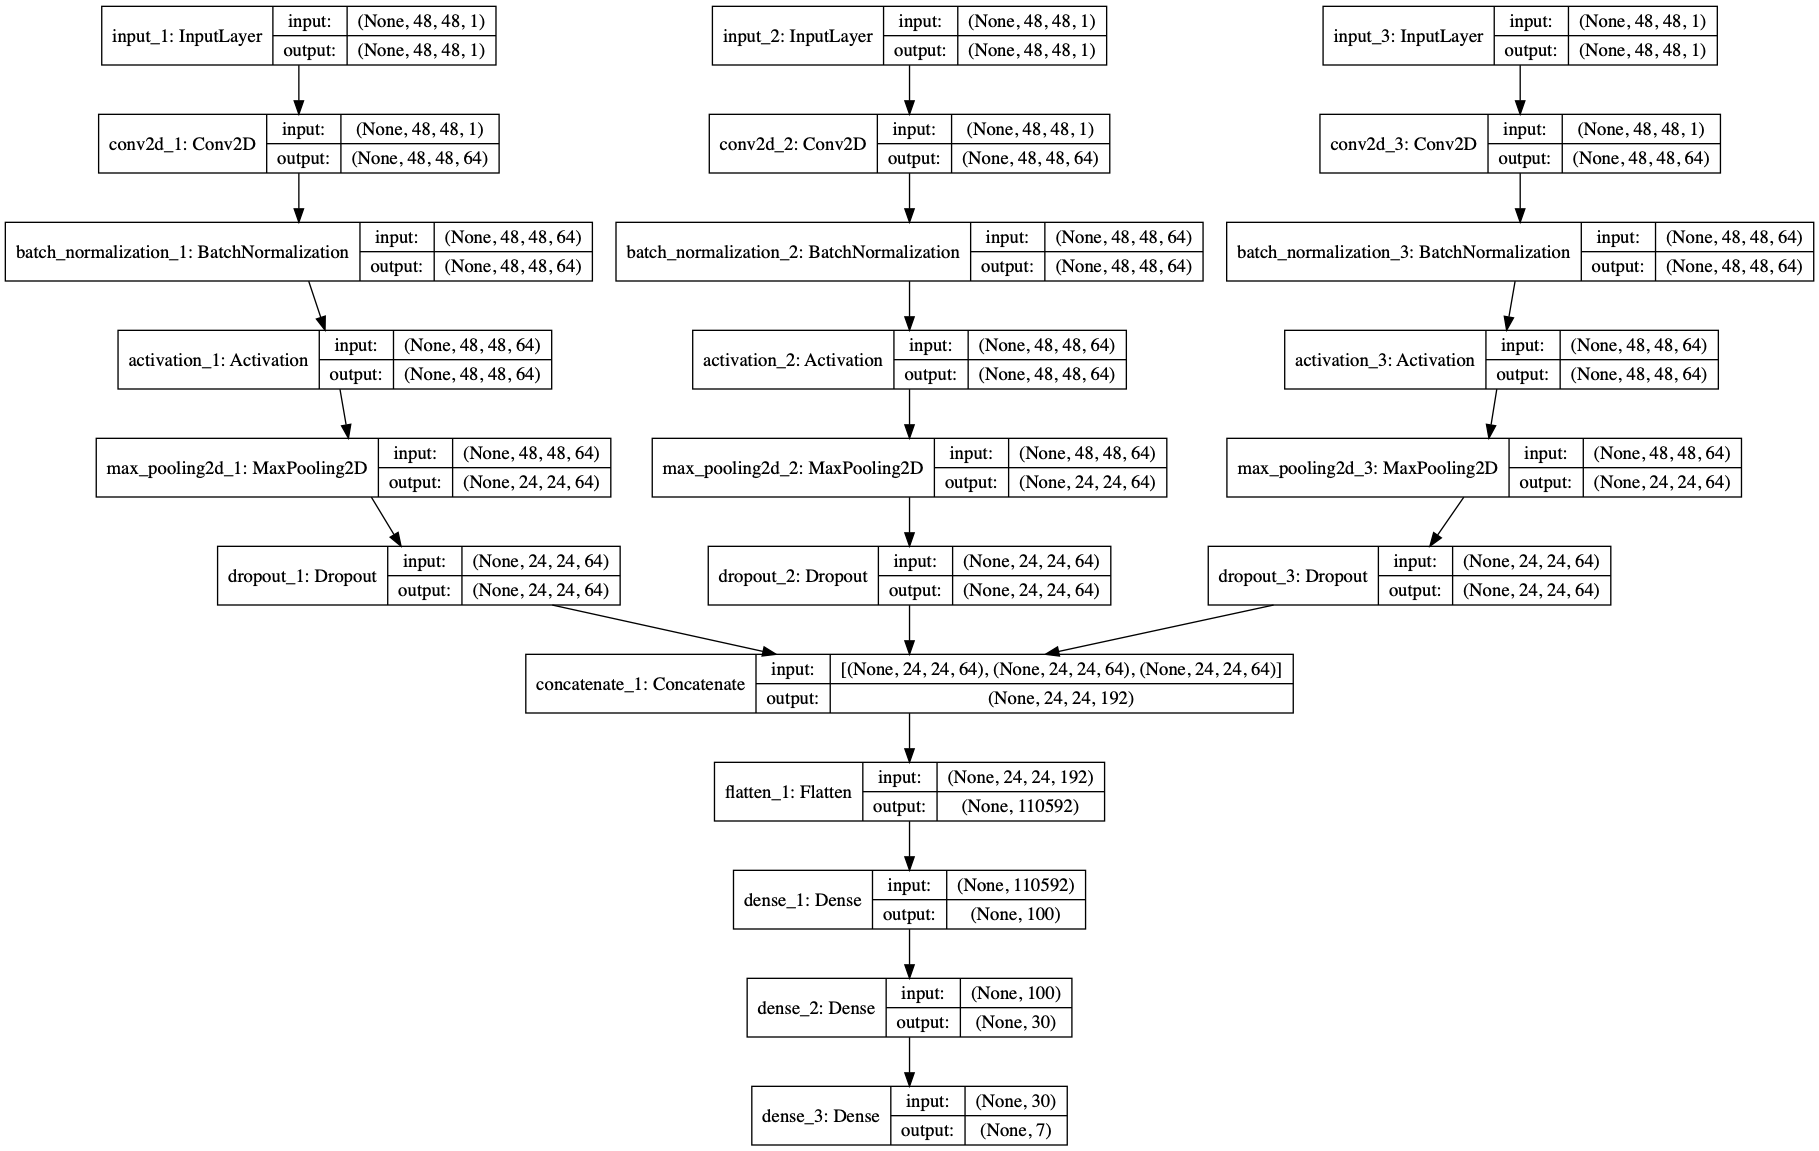 input_1: InputLayer
input: (None, 48, 48, 1)
output: (None, 48, 48, 1)
input_2: InputLayer
input: (None, 48, 48, 1)
output: (None, 48, 48, 1)
input_3: InputLayer
input: (None, 48, 48, 1)
output: (None, 48, 48, 1)
conv2d_1: Conv2D
input: (None, 48, 48, 1)
output: (None, 48, 48, 64)
conv2d_2: Conv2D
input: (None, 48, 48, 1)
output: (None, 48, 48, 64)
conv2d_3: Conv2D
input: (None, 48, 48, 1)
output: (None, 48, 48, 64)
batch_normalization_1: BatchNormalization
input: (None, 48, 48, 64)
output: (None, 48, 48, 64)
batch_normalization_2: BatchNormalization
input: (None, 48, 48, 64)
output: (None, 48, 48, 64)
batch_normalization_3: BatchNormalization
input: (None, 48, 48, 64)
output: (None, 48, 48, 64)
activation_1: Activation
input: (None, 48, 48, 64)
output: (None, 48, 48, 64)
activation_2: Activation
input: (None, 48, 48, 64)
output: (None, 48, 48, 64)
activation_3: Activation
input: (None, 48, 48, 64)
output: (None, 48, 48, 64)
max_pooling2d_1: MaxPooling2D
input: (None, 48, 48, 64)
output: (None, 24, 24, 64)
max_pooling2d_2: MaxPooling2D
input: (None, 48, 48, 64)
output: (None, 24, 24, 64)
max_pooling2d_3: MaxPooling2D
input: (None, 48, 48, 64)
output: (None, 24, 24, 64)
dropout_1: Dropout
input: (None, 24, 24, 64)
output: (None, 24, 24, 64)
dropout_2: Dropout
input: (None, 24, 24, 64)
output: (None, 24, 24, 64)
dropout_3: Dropout
input: (None, 24, 24, 64)
output: (None, 24, 24, 64)
concatenate_1: Concatenate
input: [(None, 24, 24, 64), (None, 24, 24, 64), (None, 24, 24, 64)]
output: (None, 24, 24, 192)
flatten_1: Flatten
input: (None, 24, 24, 192)
output: (None, 110592)
dense_1: Dense
input: (None, 110592)
output: (None, 100)
dense_2: Dense
input: (None, 100)
output: (None, 30)
dense_3: Dense
input: (None, 30)
output: (None, 7)